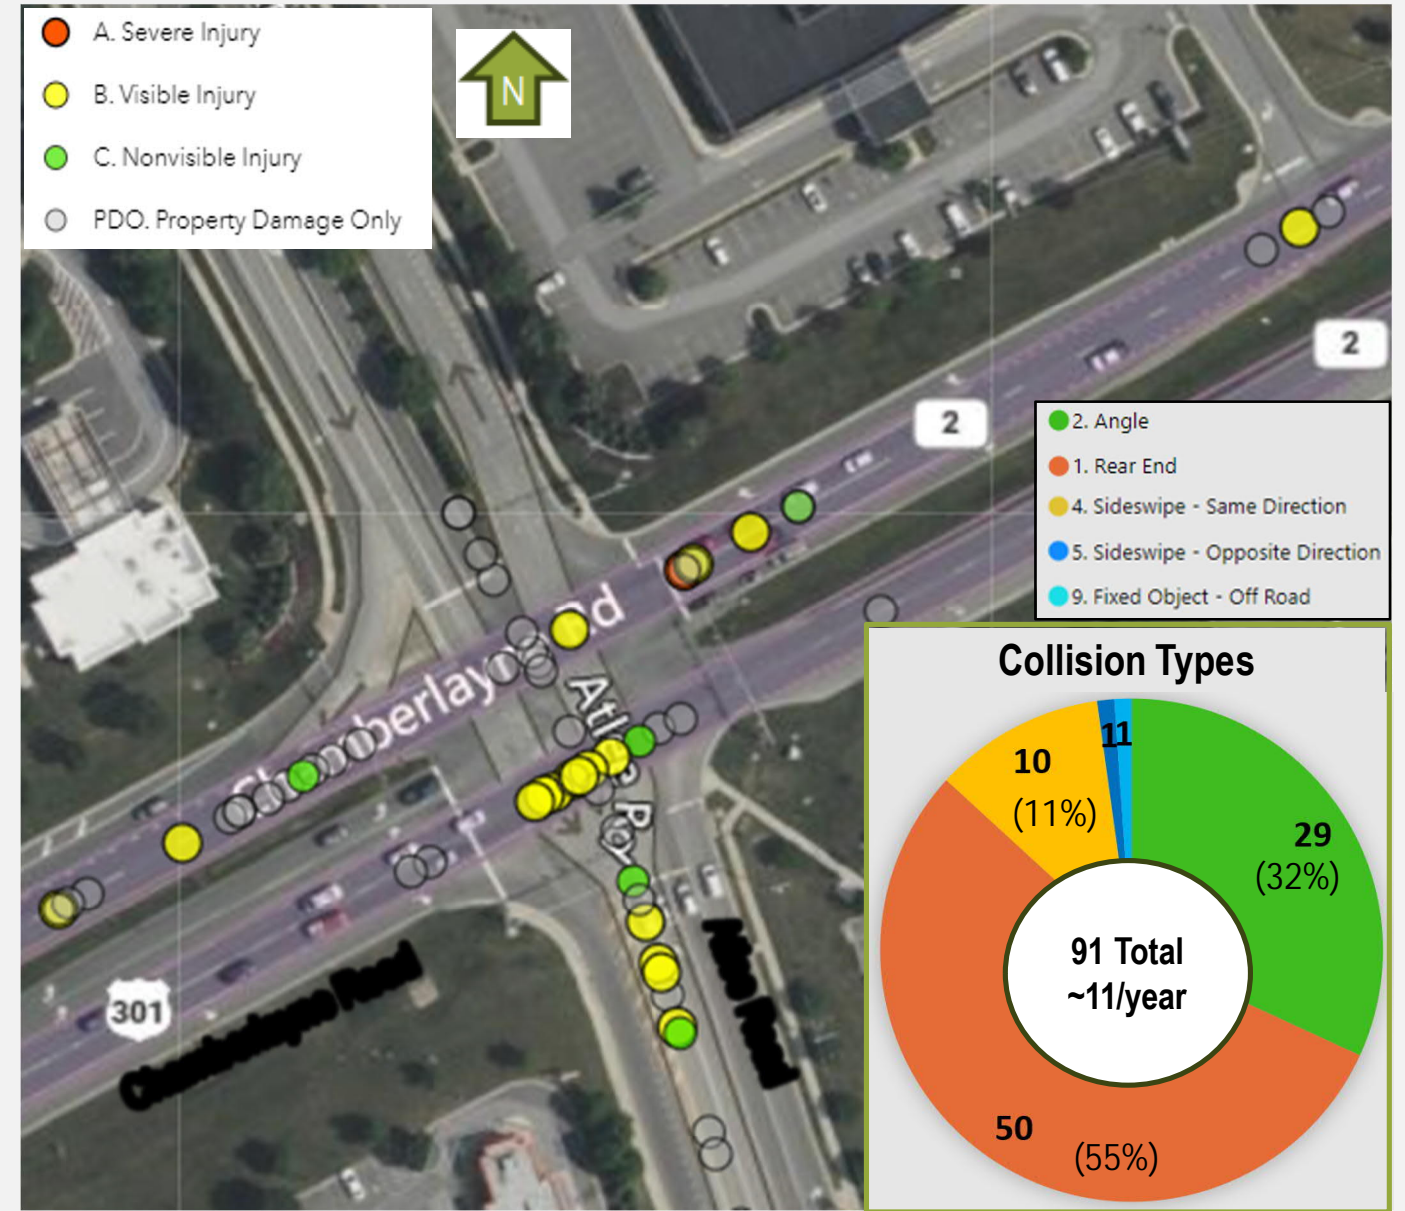 A. Severe Injury
B. Visible Injury
C. Nonvisible Injury
PDO. Property Damage Only
N
2
2
2. Angle
1. Rear End
4. Sideswipe - Same Direction
5. Sideswipe - Opposite Direction
9. Fixed Object - Off Road
Rd
301
Collision Types
10
(11%)
1
1
29
(32%)
91 Total
~11/year
50
(55%)